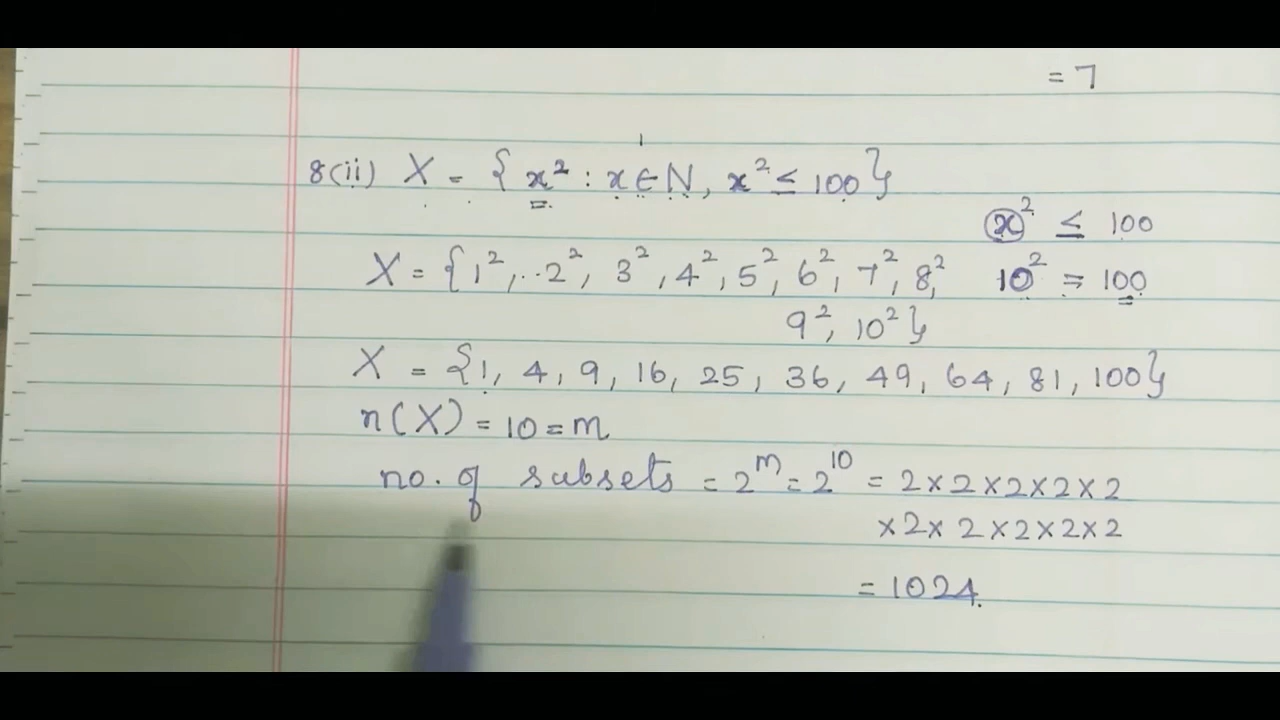 = 7
8(ii) X = { x² : x ∈ N, x² ≤ 100}
x² ≤ 100
X = {1², 2², 3², 4², 5², 6², 7², 8², 10² = 100
9², 10²}
X = {1, 4, 9, 16, 25, 36, 49, 64, 81, 100}
n(X) = 10 = m
no. of subsets = 2^m = 2^10 = 2×2×2×2×2
×2×2×2×2×2
= 1024.